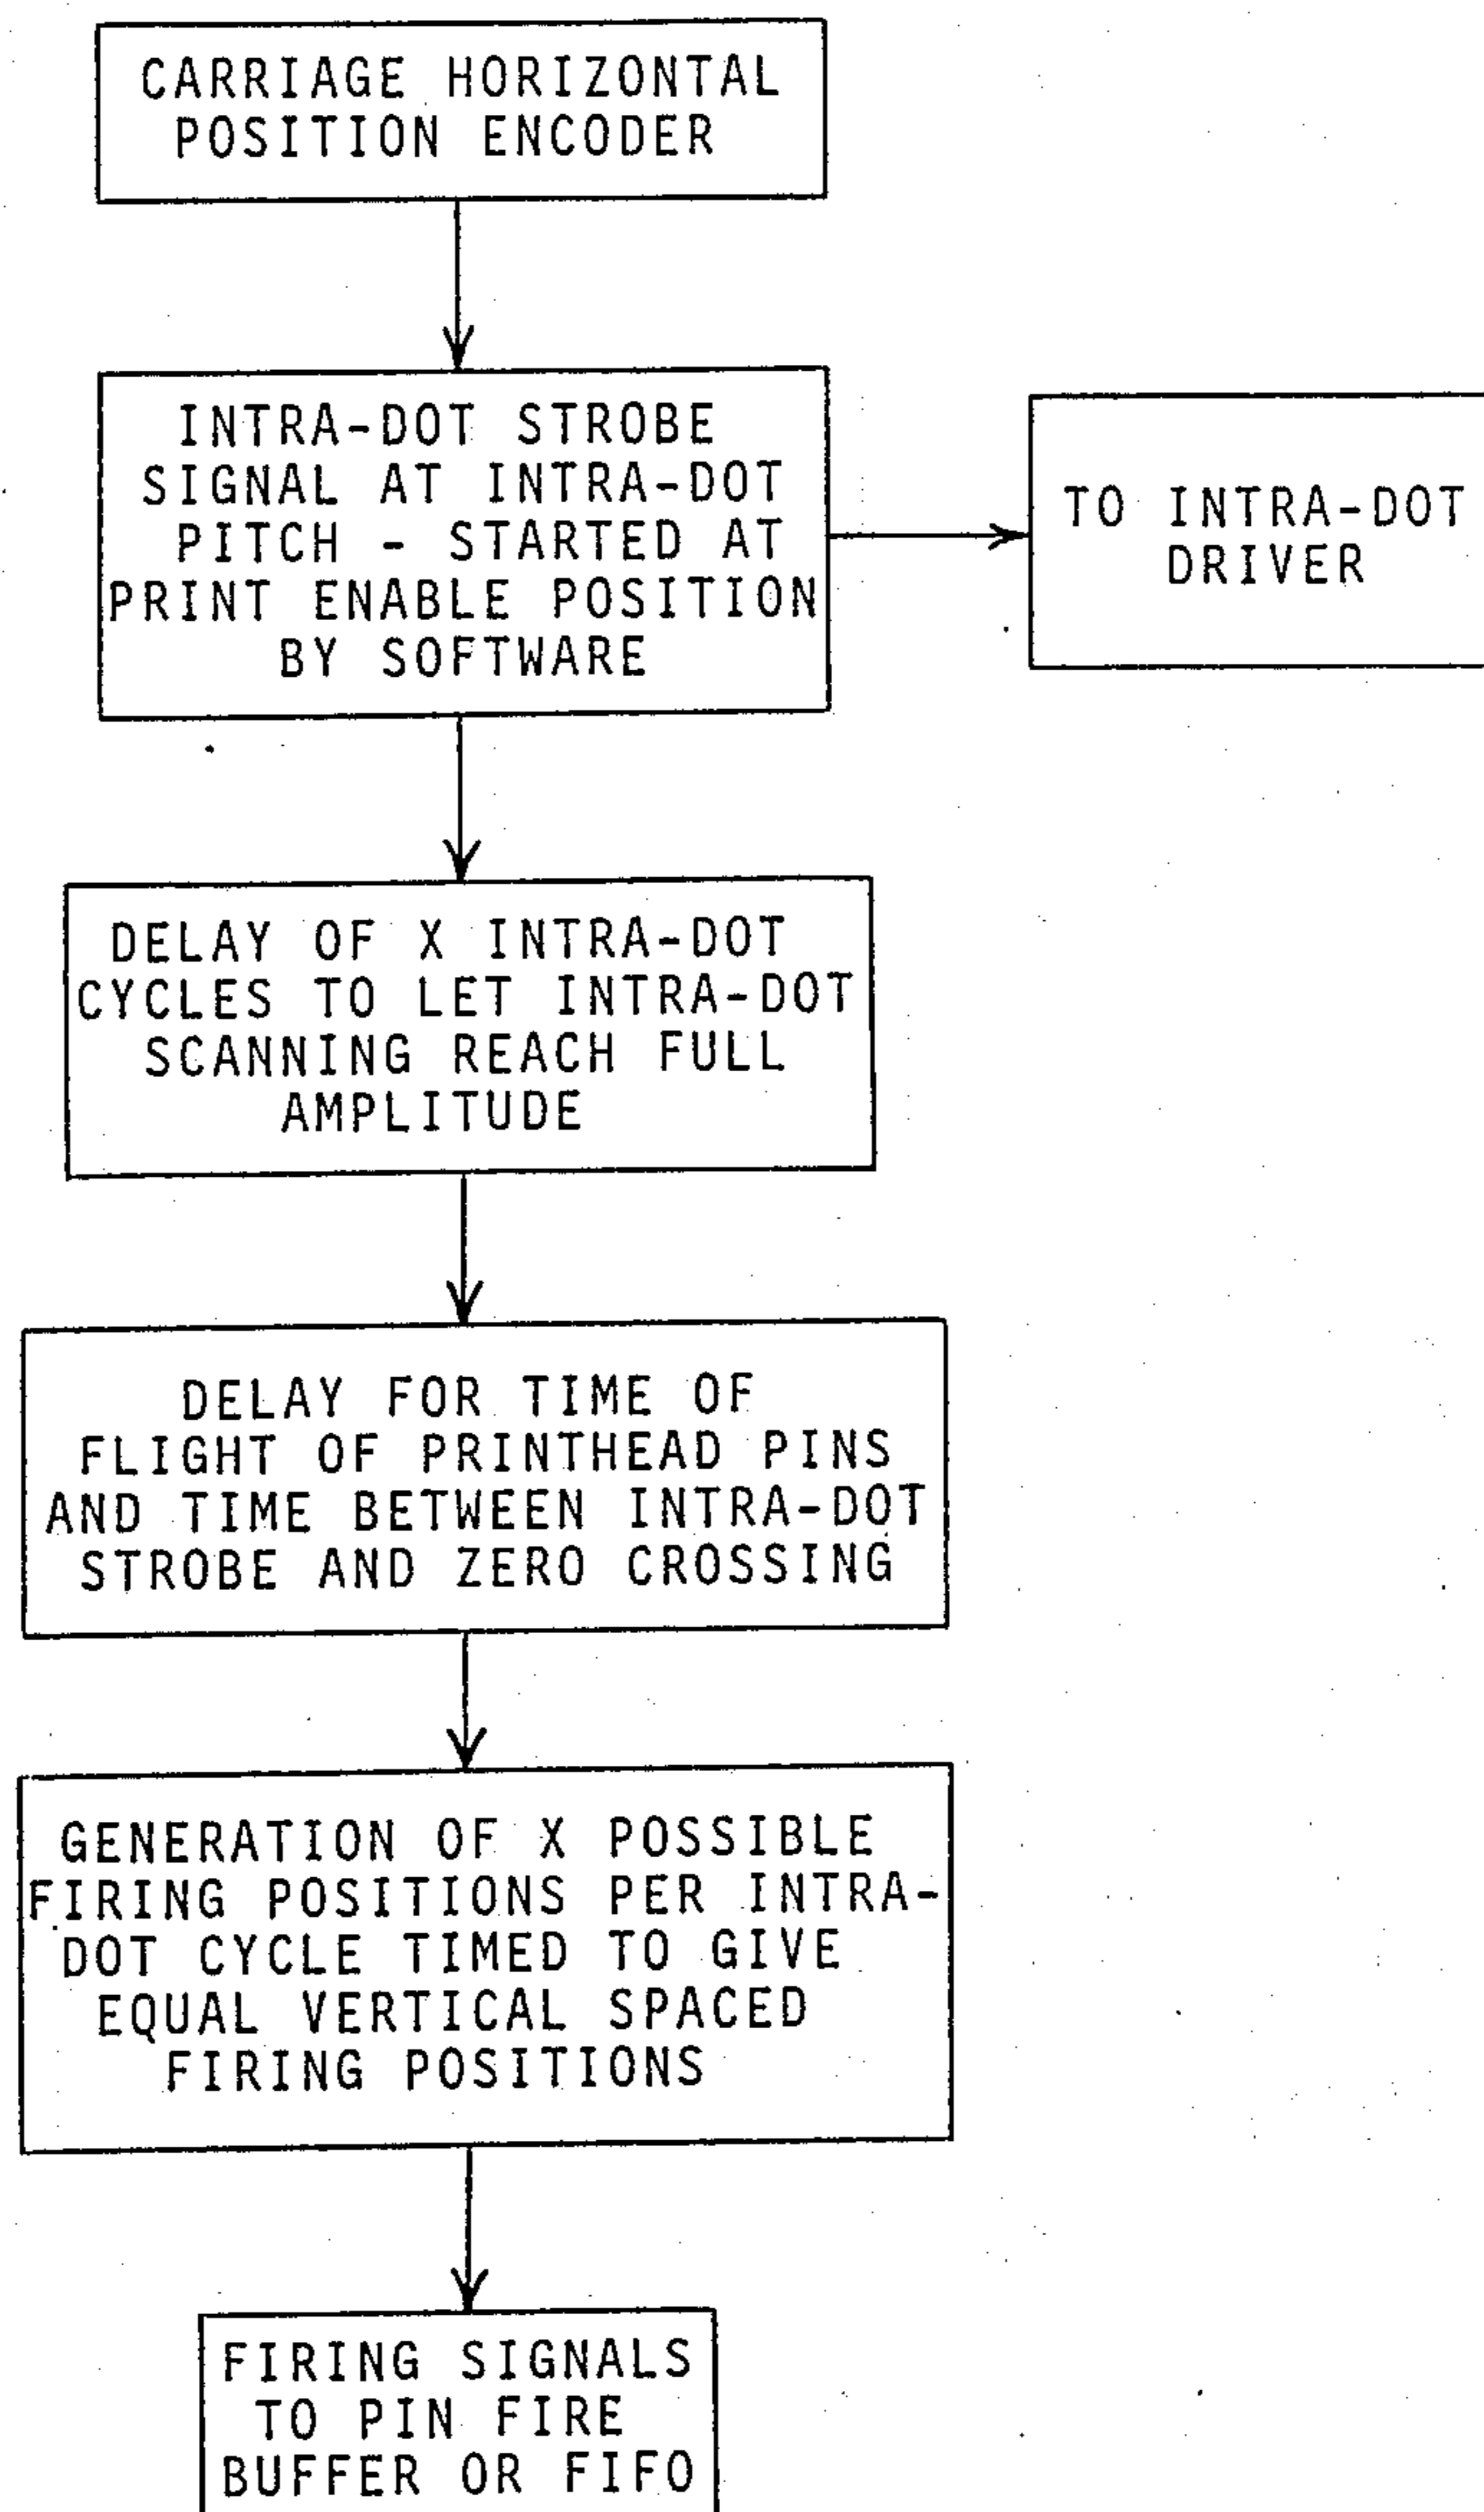 CARRIAGE HORIZONTAL
POSITION ENCODER
INTRA-DOT STROBE
SIGNAL AT INTRA-DOT
PITCH - STARTED AT
PRINT ENABLE POSITION
BY SOFTWARE
TO INTRA-DOT
DRIVER
DELAY OF X INTRA-DOT
CYCLES TO LET INTRA-DOT
SCANNING REACH FULL
AMPLITUDE
DELAY FOR TIME OF
FLIGHT OF PRINTHEAD PINS
AND TIME BETWEEN INTRA-DOT
STROBE AND ZERO CROSSING
GENERATION OF X POSSIBLE
FIRING POSITIONS PER INTRA-
DOT CYCLE TIMED TO GIVE
EQUAL VERTICAL SPACED
FIRING POSITIONS
FIRING SIGNALS
TO PIN FIRE
BUFFER OR FIFO